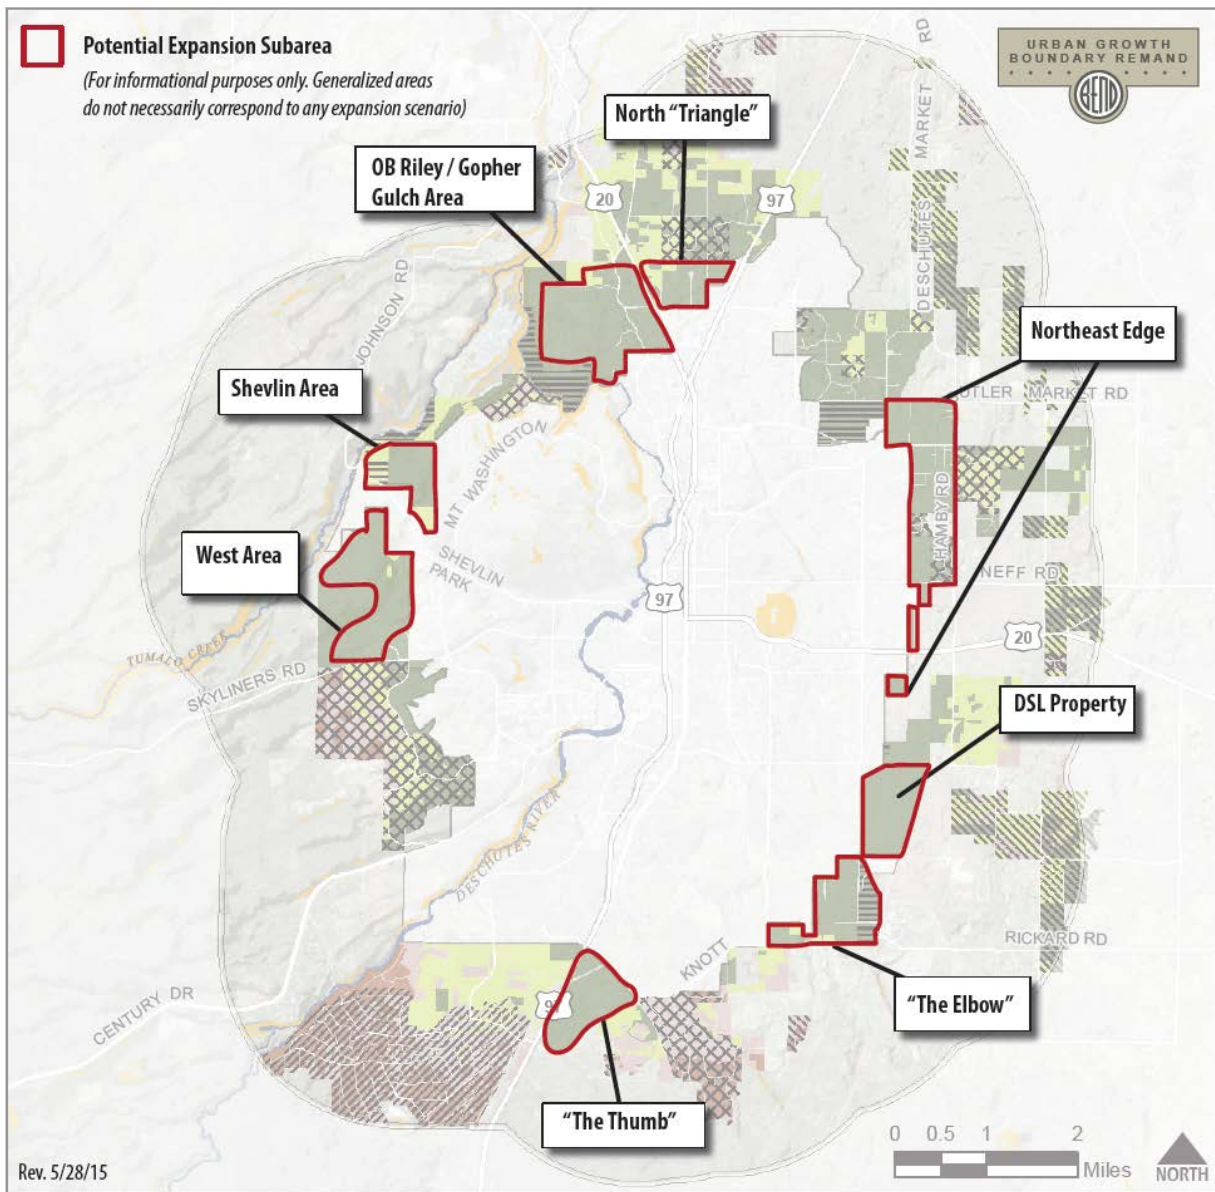 Potential Expansion Subarea
(For informational purposes only. Generalized areas
do not necessarily correspond to any expansion scenario)
URBAN GROWTH
BOUNDARY REMAND
BEND
North “Triangle”
OB Riley / Gopher
Gulch Area
20
97
DESCHUTES MARKET RD
JOHNSON RD
Northeast Edge
Shevlin Area
UTLER MARKET RD
MT WASHINGTON
HAMBY RD
West Area
SHEVLIN
PARK
NEFF RD
97
20
TUMALO CREEK
SKYLINERS RD
DSL Property
DESCHUTES RIVER
KNOTT
RICKARD RD
CENTURY DR
97
“The Elbow”
“The Thumb”
0 0.5 1 2
Miles
NORTH
Rev. 5/28/15